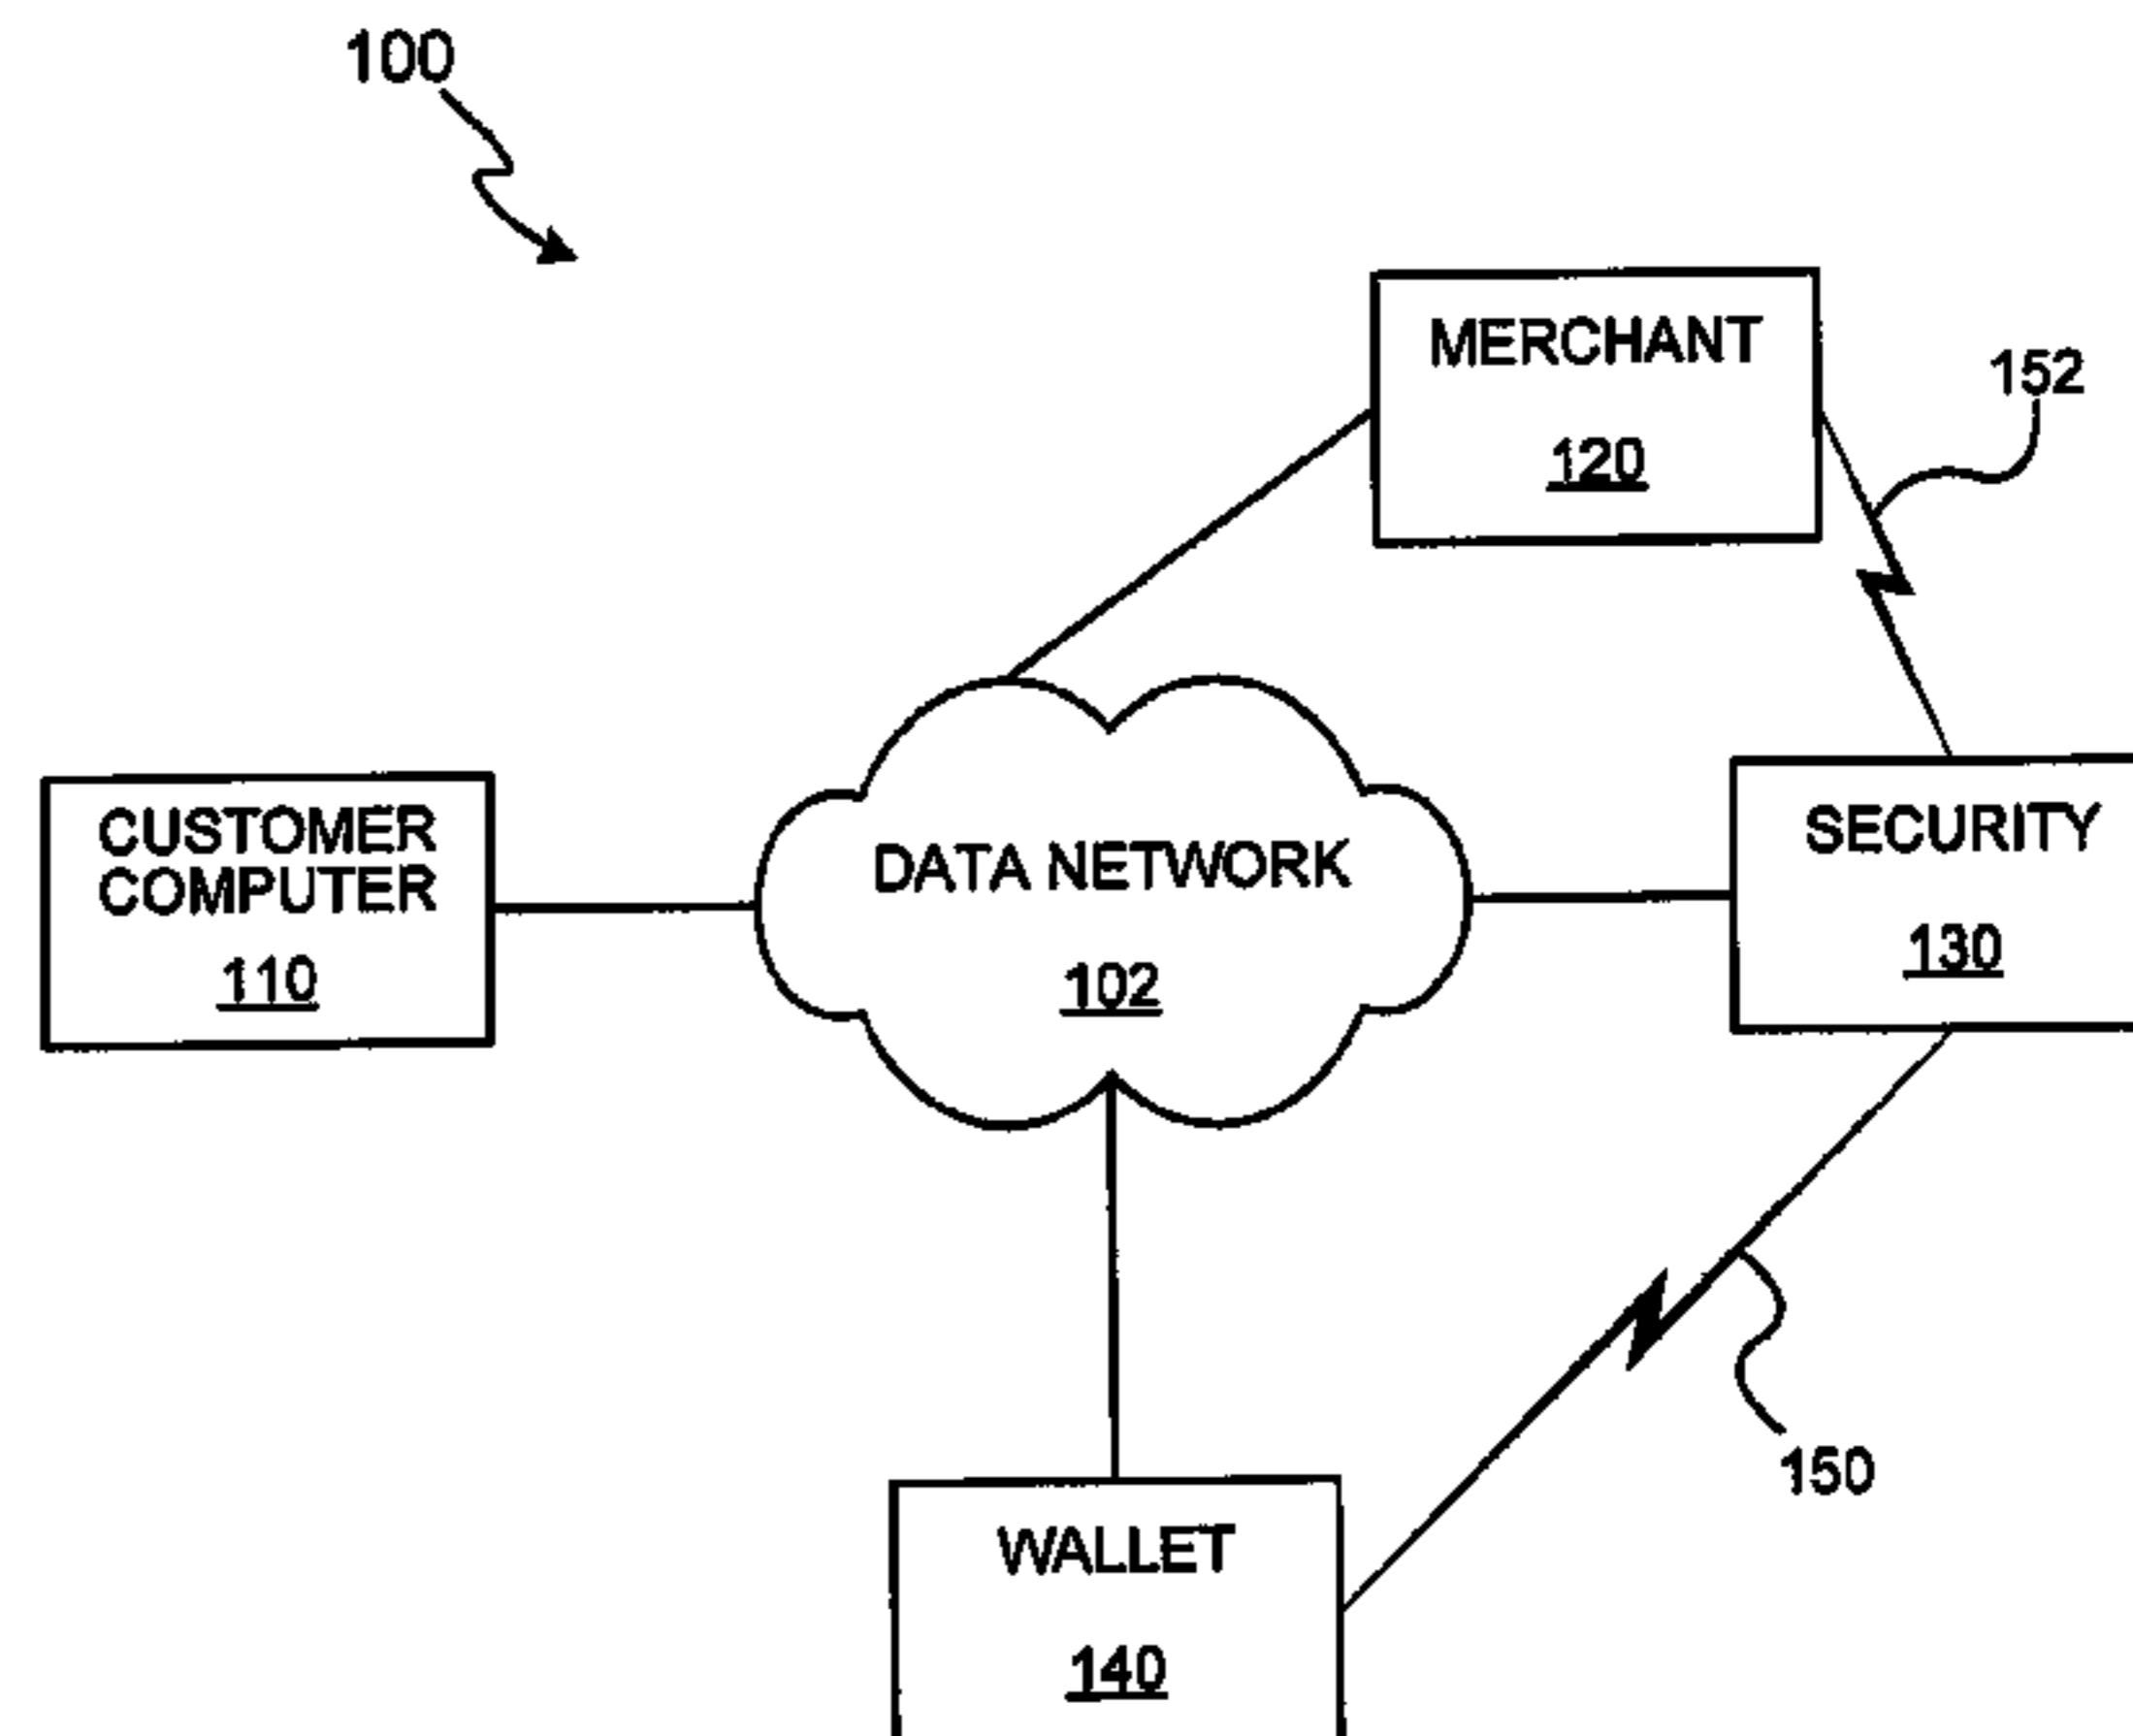 100
MERCHANT
120
152
CUSTOMER
COMPUTER
110
DATA NETWORK
102
SECURITY
130
150
WALLET
140